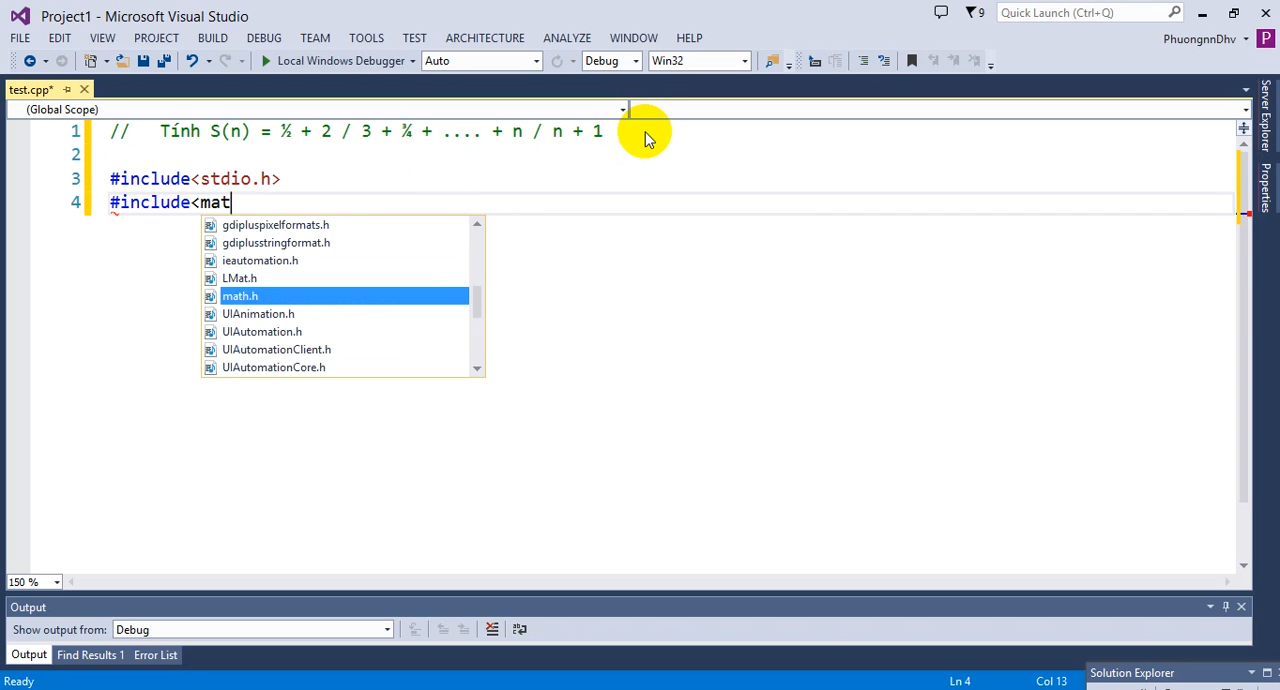 Project1 - Microsoft Visual Studio
9
Quick Launch (Ctrl+Q)
FILE EDIT VIEW PROJECT BUILD DEBUG TEAM TOOLS TEST ARCHITECTURE ANALYZE WINDOW HELP
PhuongnnDhv P
Local Windows Debugger Auto Debug Win32
test.cpp*
(Global Scope)
1 // Tính S(n) = ½ + 2 / 3 + ¾ + .... + n / n + 1
2
3 #include<stdio.h>
4 #include<mat
gdipluspixelformats.h
gdiplusstringformat.h
ieautomation.h
LMat.h
math.h
UIAnimation.h
UIAutomation.h
UIAutomationClient.h
UIAutomationCore.h
Server Explorer
Properties
150 %
Output
Show output from: Debug
Output Find Results 1 Error List
Solution Explorer
Ready Ln 4 Col 13